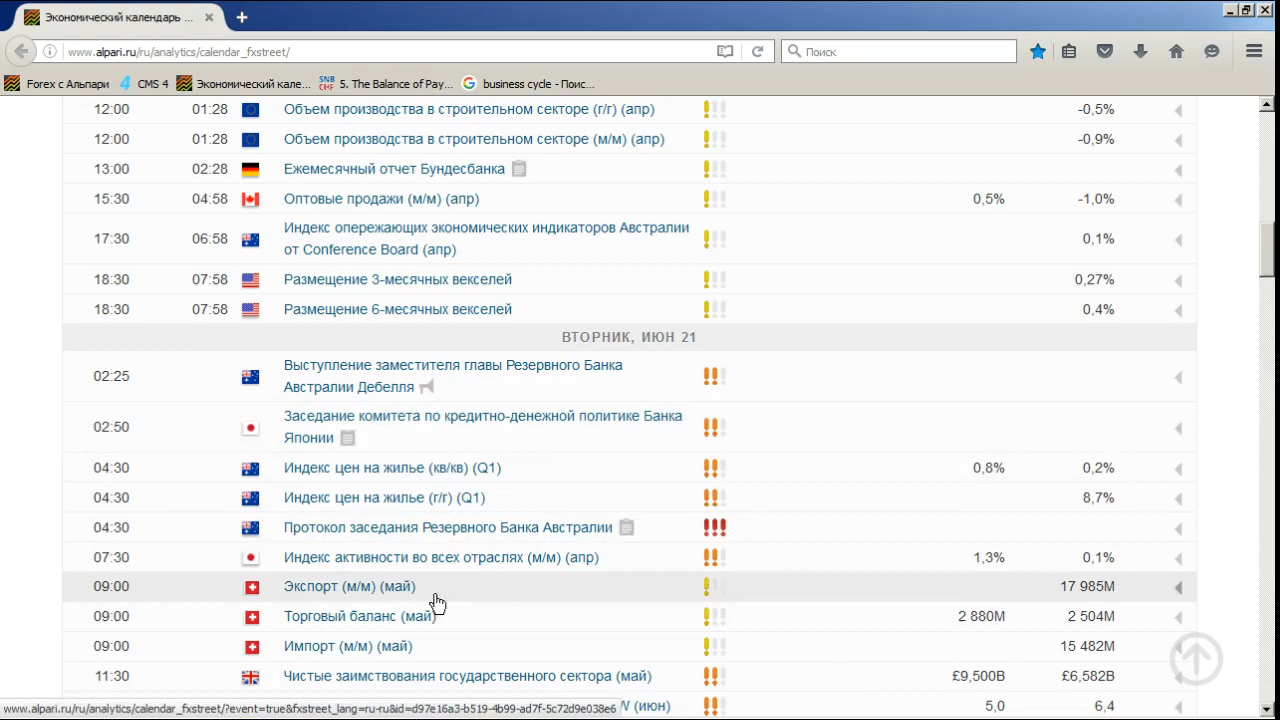 Экономический календарь ...
www.alpari.ru/ru/analytics/calendar_fxstreet/
Поиск
Forex с Альпари
4 CMS 4
Экономический кале...
SNB CHF 5. The Balance of Pay...
G business cycle - Поис...
12:00 01:28 Объем производства в строительном секторе (г/г) (апр) -0,5%
12:00 01:28 Объем производства в строительном секторе (м/м) (апр) -0,9%
13:00 02:28 Ежемесячный отчет Бундесбанка
15:30 04:58 Оптовые продажи (м/м) (апр) 0,5% -1,0%
17:30 06:58 Индекс опережающих экономических индикаторов Австралии
от Conference Board (апр) 0,1%
18:30 07:58 Размещение 3-месячных векселей 0,27%
18:30 07:58 Размещение 6-месячных векселей 0,4%
ВТОРНИК, ИЮН 21
02:25 Выступление заместителя главы Резервного Банка
Австралии Дебелля
02:50 Заседание комитета по кредитно-денежной политике Банка
Японии
04:30 Индекс цен на жилье (кв/кв) (Q1) 0,8% 0,2%
04:30 Индекс цен на жилье (г/г) (Q1) 8,7%
04:30 Протокол заседания Резервного Банка Австралии
07:30 Индекс активности во всех отраслях (м/м) (апр) 1,3% 0,1%
09:00 Экспорт (м/м) (май) 17 985M
09:00 Торговый баланс (май) 2 880M 2 504M
09:00 Импорт (м/м) (май) 15 482M
11:30 Чистые заимствования государственного сектора (май) £9,500B £6,582B
W (июн) 5,0 6,4
www.alpari.ru/ru/analytics/calendar_fxstreet/?event=true&fxstreet_lang=ru-ru&id=d97e16a3-b519-4b99-ad7f-5c72d9e038e6